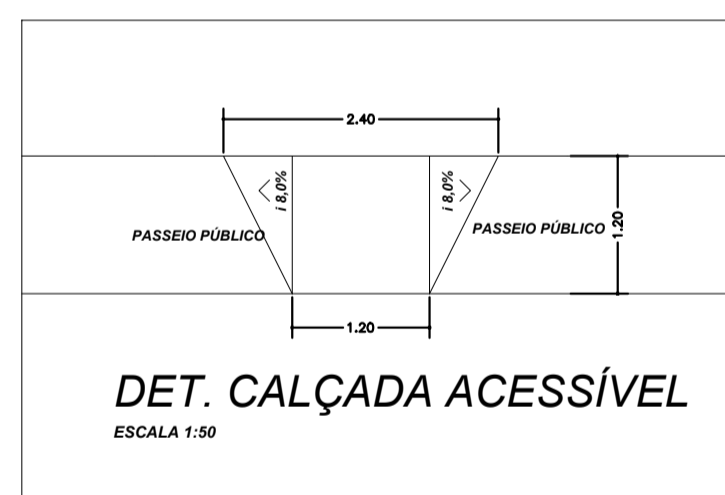 2.40
i 8,0%
i 8,0%
PASSEIO PÚBLICO
PASSEIO PÚBLICO
1.20
1.20
DET. CALÇADA ACESSÍVEL
ESCALA 1:50